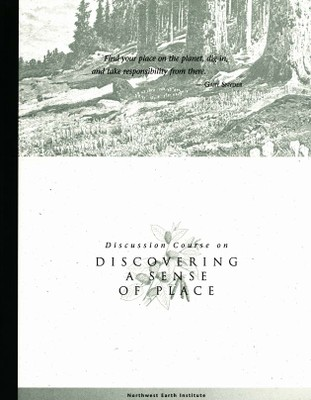 "Find your place on the planet, dig in,
and take responsibility from there.
— Gary Snyder
Discussion Course on
DISCOVERING
A SENSE
OF PLACE
Northwest Earth Institute